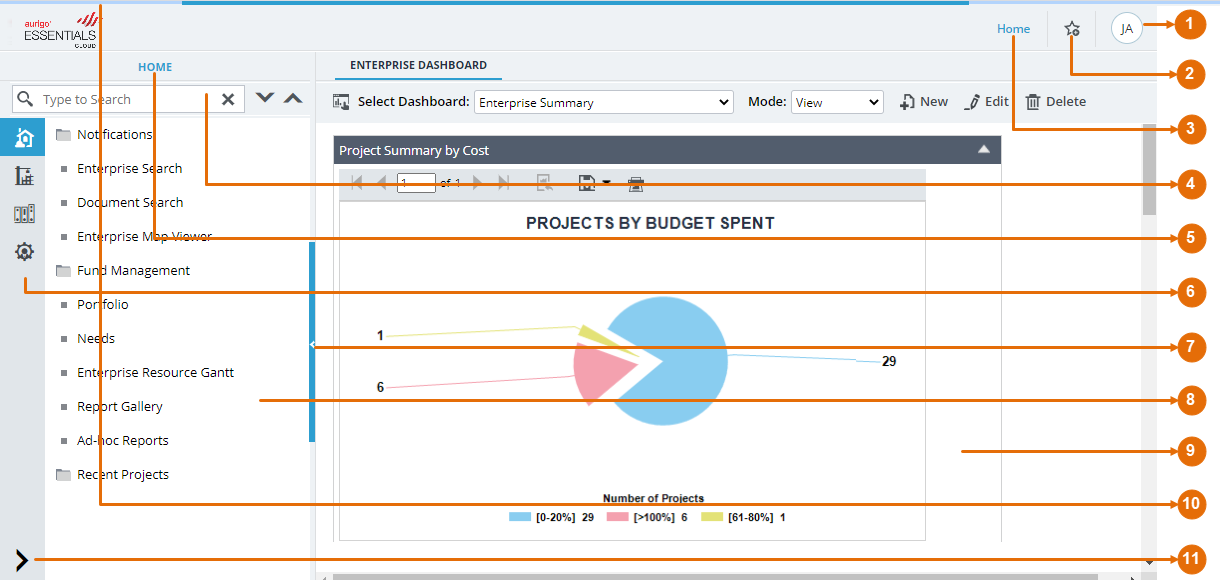 aurigo
ESSENTIALS
CLOUD
Home
JA
1
2
HOME
ENTERPRISE DASHBOARD
Type to Search
Select Dashboard: Enterprise Summary Mode: View New Edit Delete
3
Notifications
Project Summary by Cost
Enterprise Search
1 of 1
4
Document Search
PROJECTS BY BUDGET SPENT
Enterprise Map Viewer
5
Fund Management
6
Portfolio
1
Needs
7
29
Enterprise Resource Gantt
6
Report Gallery
8
Ad-hoc Reports
9
Recent Projects
Number of Projects
10
[0-20%] 29 [>100%] 6 [61-80%] 1
11